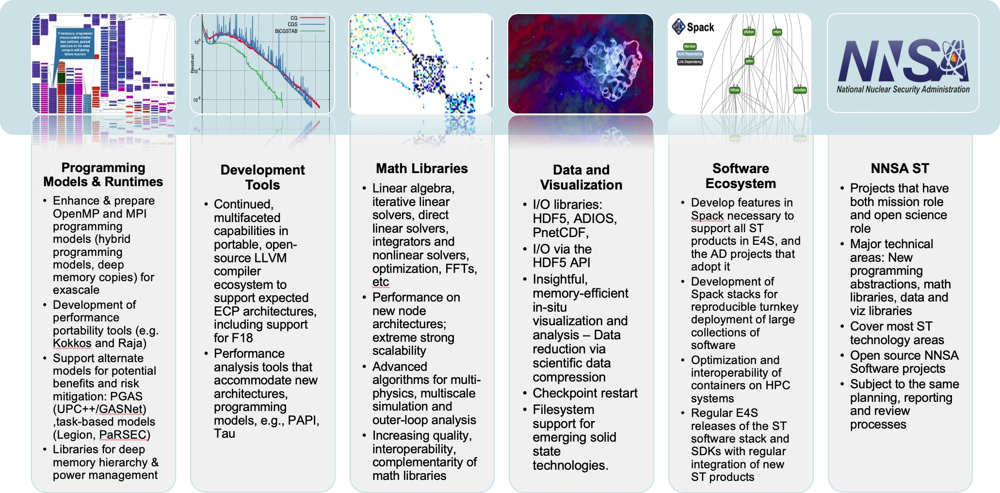 If necessary, programmer
should control whether
task particles_pushall
executes on the same
compute unit during
failure recovery
CG
CGS
BICGSTAB
Residual
10^0
10^-4
10^-8
Spack
Member
Build Dependency
Link Dependency
pflotran
mfem
petsc
trilinos
sundials
NNSA
National Nuclear Security Administration
Programming
Models & Runtimes
• Enhance & prepare
OpenMP and MPI
programming
models (hybrid
programming
models, deep
memory copies) for
exascale
• Development of
performance
portability tools (e.g.
Kokkos and Raja)
• Support alternate
models for potential
benefits and risk
mitigation: PGAS
(UPC++/GASNet)
,task-based models
(Legion, PaRSEC)
• Libraries for deep
memory hierarchy &
power management
Development
Tools
• Continued,
multifaceted
capabilities in
portable, open-
source LLVM
compiler
ecosystem to
support expected
ECP architectures,
including support
for F18
• Performance
analysis tools that
accommodate new
architectures,
programming
models, e.g., PAPI,
Tau
Math Libraries
• Linear algebra,
iterative linear
solvers, direct
linear solvers,
integrators and
nonlinear solvers,
optimization, FFTs,
etc
• Performance on
new node
architectures;
extreme strong
scalability
• Advanced
algorithms for multi-
physics, multiscale
simulation and
outer-loop analysis
• Increasing quality,
interoperability,
complementarity of
math libraries
Data and
Visualization
• I/O libraries:
HDF5, ADIOS,
PnetCDF,
• I/O via the
HDF5 API
• Insightful,
memory-efficient
in-situ
visualization and
analysis – Data
reduction via
scientific data
compression
• Checkpoint restart
• Filesystem
support for
emerging solid
state
technologies.
Software
Ecosystem
• Develop features in
Spack necessary to
support all ST
products in E4S, and
the AD projects that
adopt it
• Development of
Spack stacks for
reproducible turnkey
deployment of large
collections of
software
• Optimization and
interoperability of
containers on HPC
systems
• Regular E4S
releases of the ST
software stack and
SDKs with regular
integration of new
ST products
NNSA ST
• Projects that have
both mission role
and open science
role
• Major technical
areas: New
programming
abstractions, math
libraries, data and
viz libraries
• Cover most ST
technology areas
• Open source NNSA
Software projects
• Subject to the same
planning, reporting
and review
processes